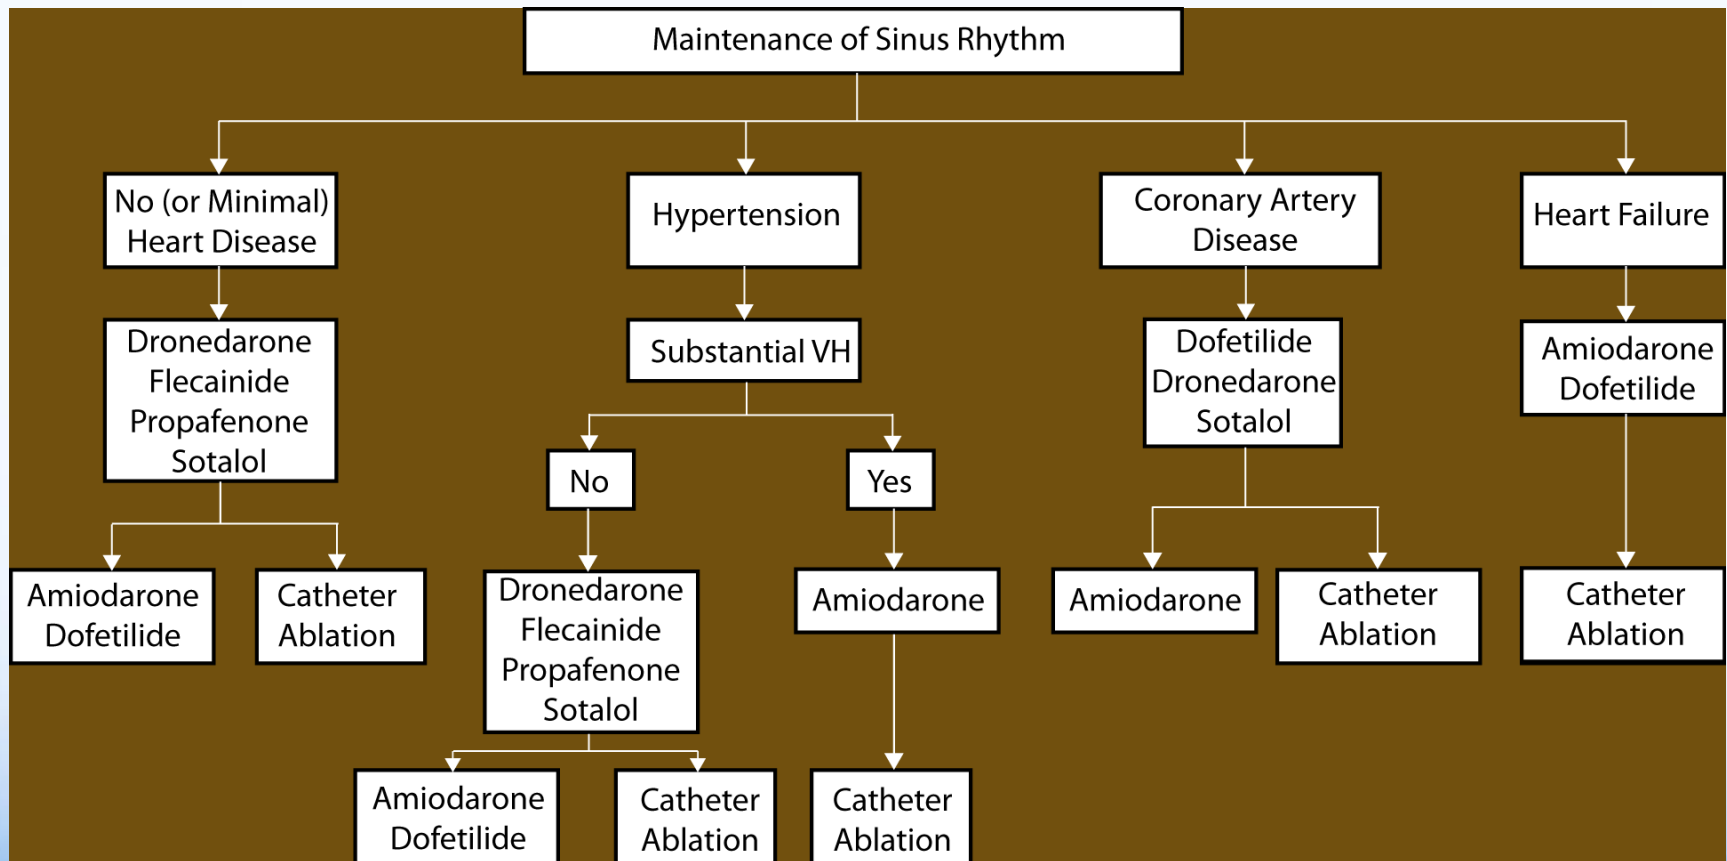 Maintenance of Sinus Rhythm
No (or Minimal)
Heart Disease
Hypertension
Coronary Artery
Disease
Heart Failure
Dronedarone
Flecainide
Propafenone
Sotalol
Substantial VH
Dofetilide
Dronedarone
Sotalol
Amiodarone
Dofetilide
No
Yes
Amiodarone
Dofetilide
Catheter
Ablation
Dronedarone
Flecainide
Propafenone
Sotalol
Amiodarone
Amiodarone
Catheter
Ablation
Catheter
Ablation
Amiodarone
Dofetilide
Catheter
Ablation
Catheter
Ablation